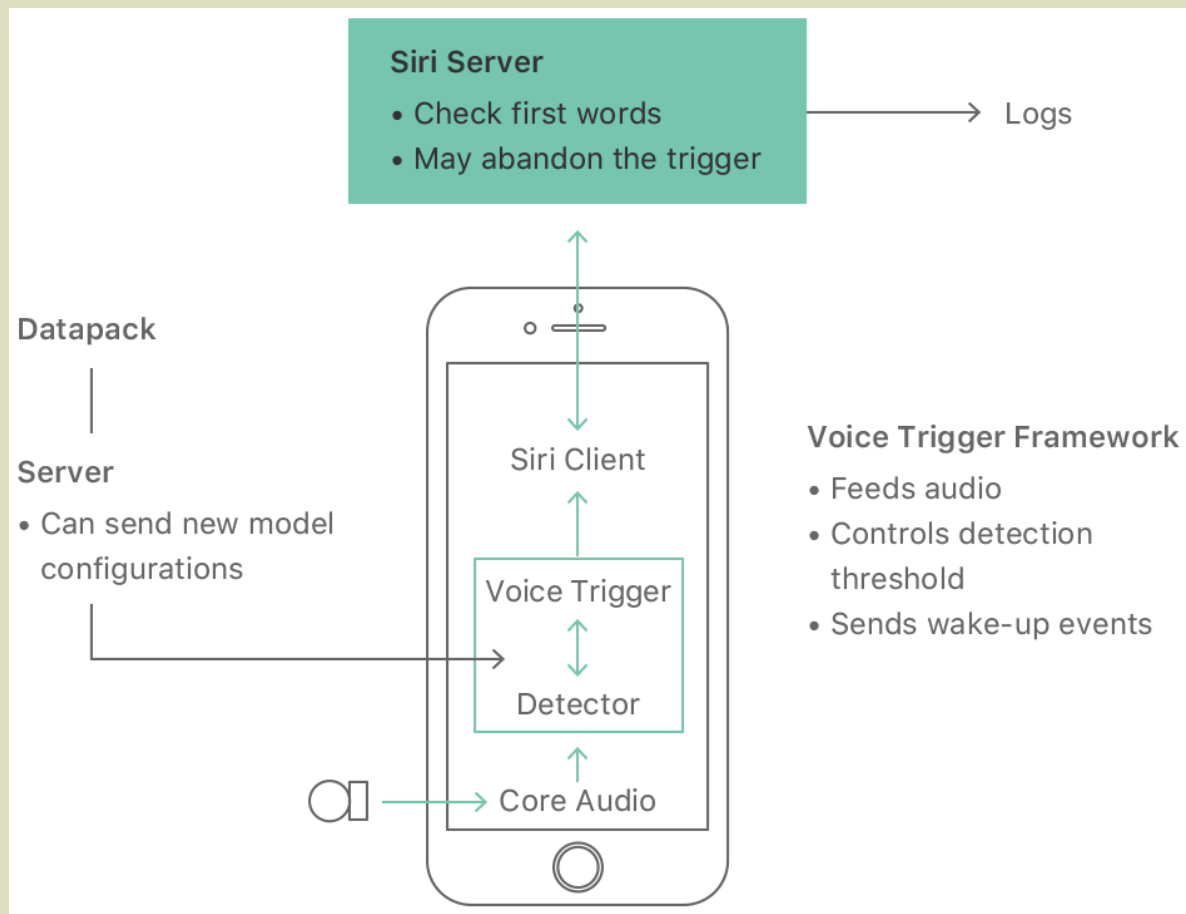 Siri Server
• Check first words
• May abandon the trigger
Logs
Datapack
Server
• Can send new model
configurations
Siri Client
Voice Trigger
Detector
Core Audio
Voice Trigger Framework
• Feeds audio
• Controls detection
threshold
• Sends wake-up events